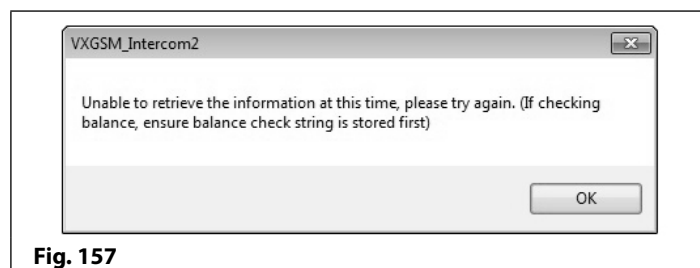 VXGSM_Intercom2
Unable to retrieve the information at this time, please try again. (If checking
balance, ensure balance check string is stored first)
OK
Fig. 157